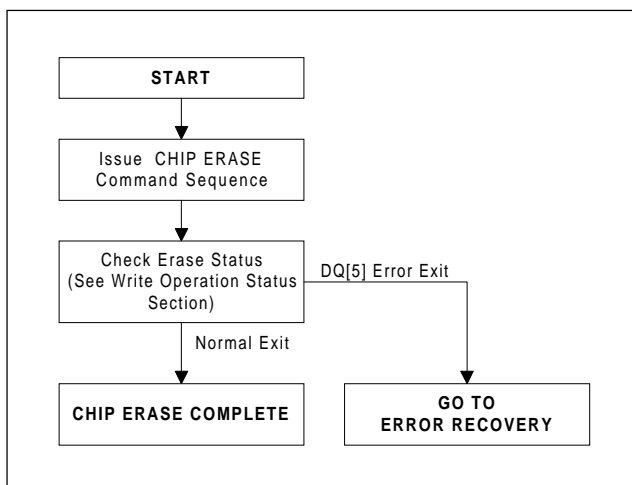 START
Issue CHIP ERASE
Command Sequence
Check Erase Status
(See Write Operation Status
Section)
DQ[5] Error Exit
Normal Exit
CHIP ERASE COMPLETE
GO TO
ERROR RECOVERY